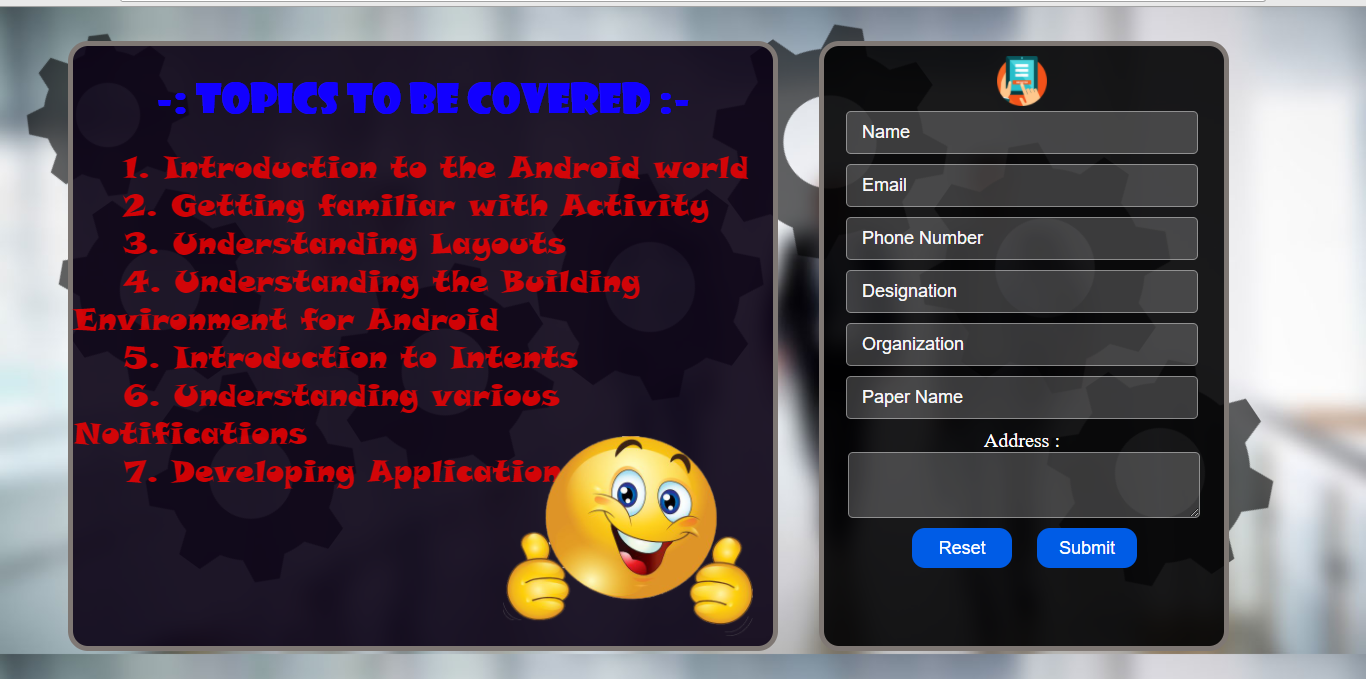 -: TOPICS TO BE COVERED :-
1. Introduction to the Android world
2. Getting familiar with Activity
3. Understanding Layouts
4. Understanding the Building
Environment for Android
5. Introduction to Intents
6. Understanding various
Notifications
7. Developing Application
Name
Email
Phone Number
Designation
Organization
Paper Name
Address :
Reset Submit